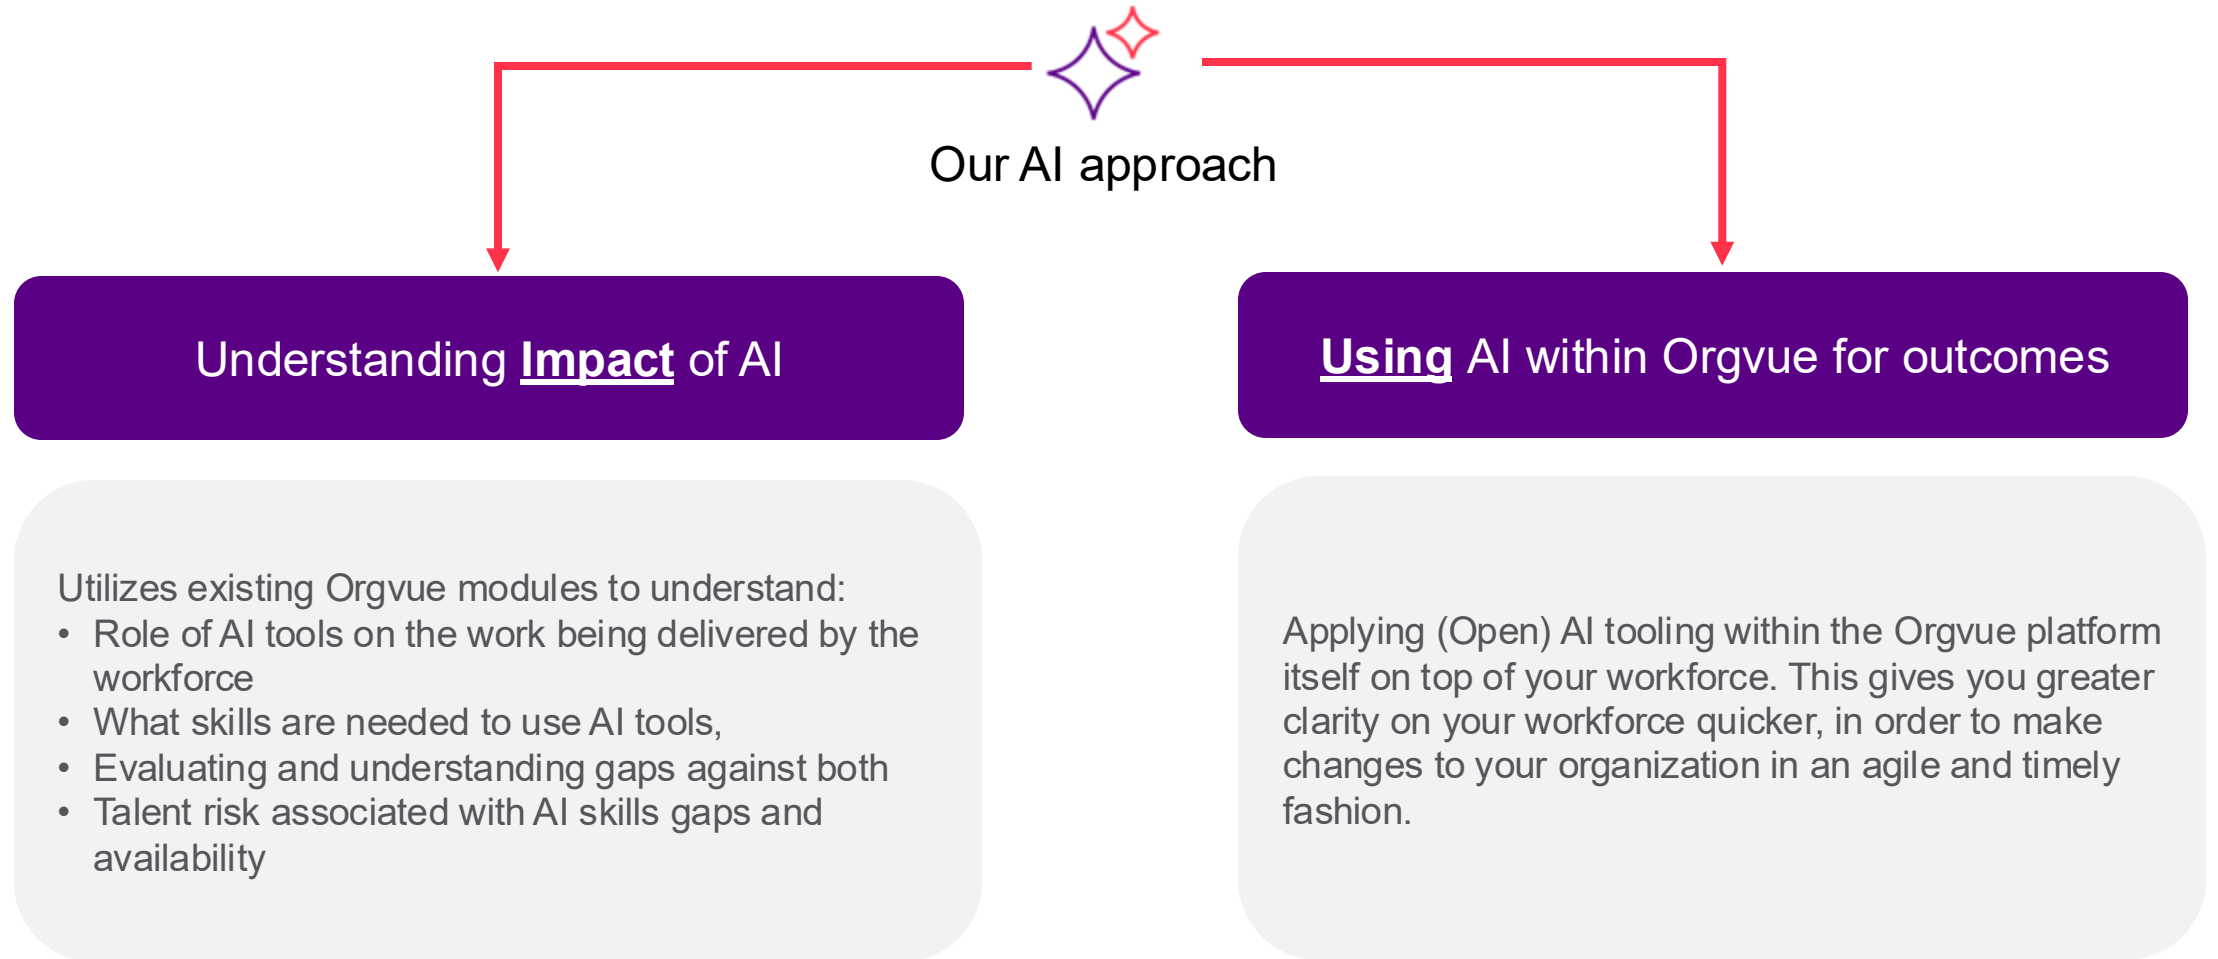 Our AI approach
Understanding Impact of AI
Using AI within Orgvue for outcomes
Utilizes existing Orgvue modules to understand:
• Role of AI tools on the work being delivered by the
workforce
• What skills are needed to use AI tools,
• Evaluating and understanding gaps against both
• Talent risk associated with AI skills gaps and
availability
Applying (Open) AI tooling within the Orgvue platform
itself on top of your workforce. This gives you greater
clarity on your workforce quicker, in order to make
changes to your organization in an agile and timely
fashion.